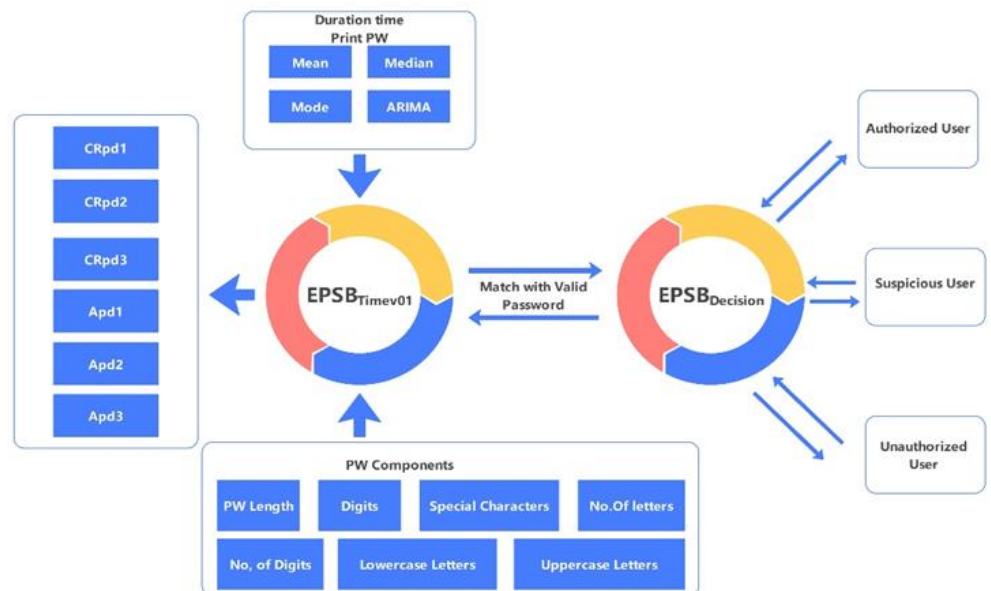 Duration time
Print PW
Mean
Median
Mode
ARIMA
CRpd1
CRpd2
CRpd3
Apd1
Apd2
Apd3
EPSBTimev01
Match with Valid
Password
EPSBDecision
Authorized User
Suspicious User
Unauthorized
User
PW Components
PW Length
Digits
Special Characters
No.Of letters
No, of Digits
Lowercase Letters
Uppercase Letters